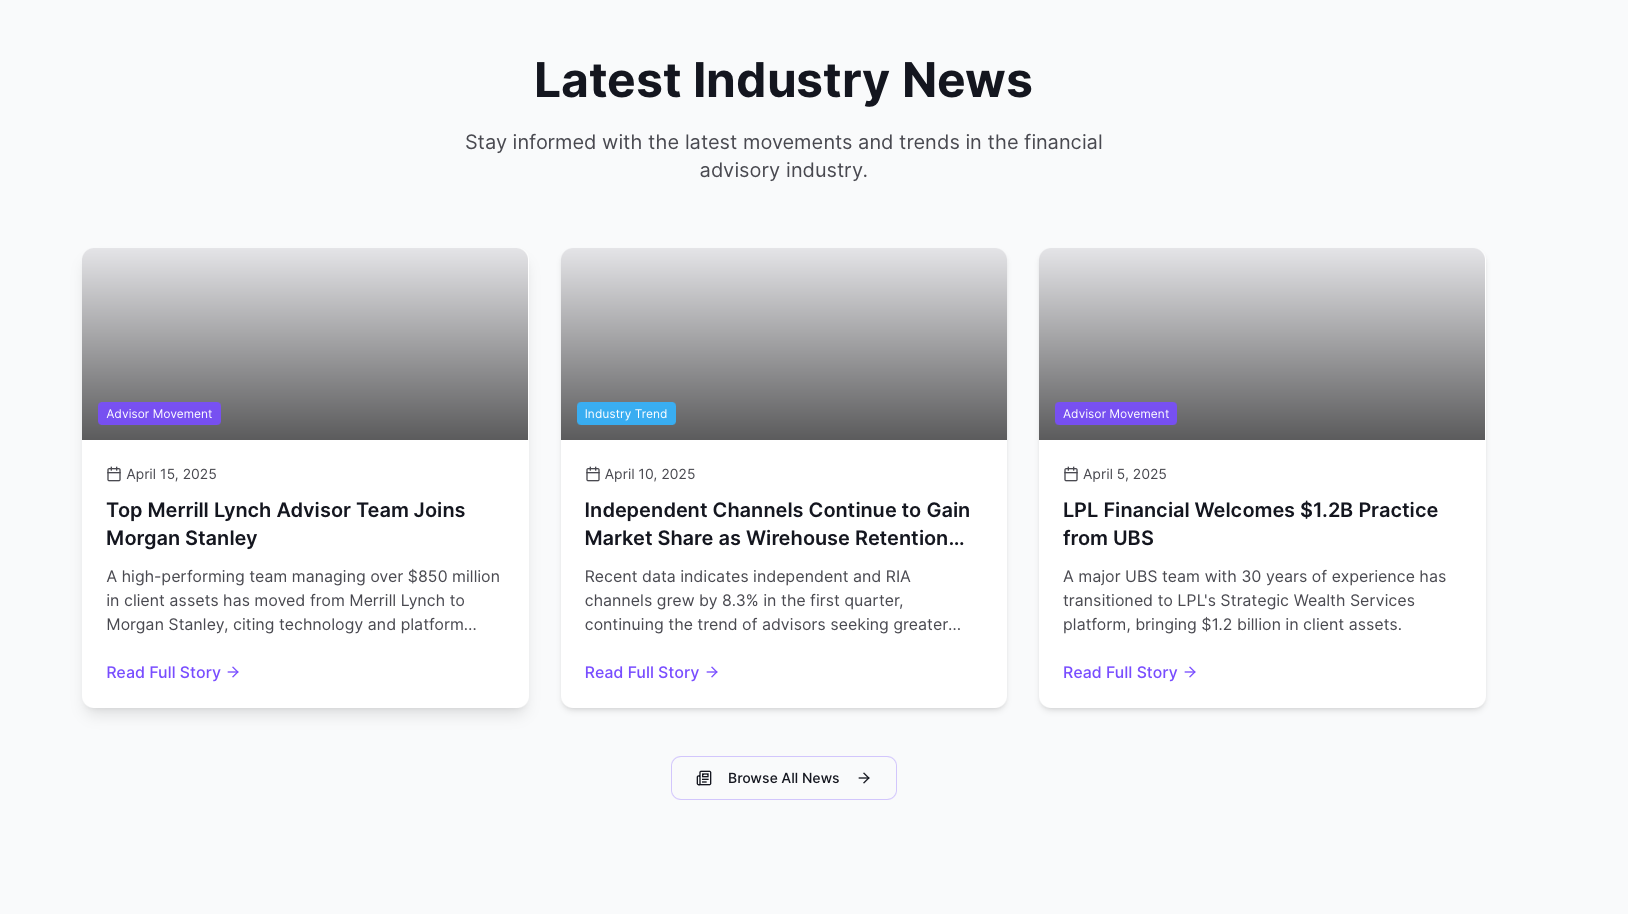 Latest Industry News
Stay informed with the latest movements and trends in the financial
advisory industry.
Advisor Movement
April 15, 2025
Top Merrill Lynch Advisor Team Joins
Morgan Stanley
A high-performing team managing over $850 million
in client assets has moved from Merrill Lynch to
Morgan Stanley, citing technology and platform...
Read Full Story →
Industry Trend
April 10, 2025
Independent Channels Continue to Gain
Market Share as Wirehouse Retention...
Recent data indicates independent and RIA
channels grew by 8.3% in the first quarter,
continuing the trend of advisors seeking greater...
Read Full Story →
Advisor Movement
April 5, 2025
LPL Financial Welcomes $1.2B Practice
from UBS
A major UBS team with 30 years of experience has
transitioned to LPL's Strategic Wealth Services
platform, bringing $1.2 billion in client assets.
Read Full Story →
Browse All News →